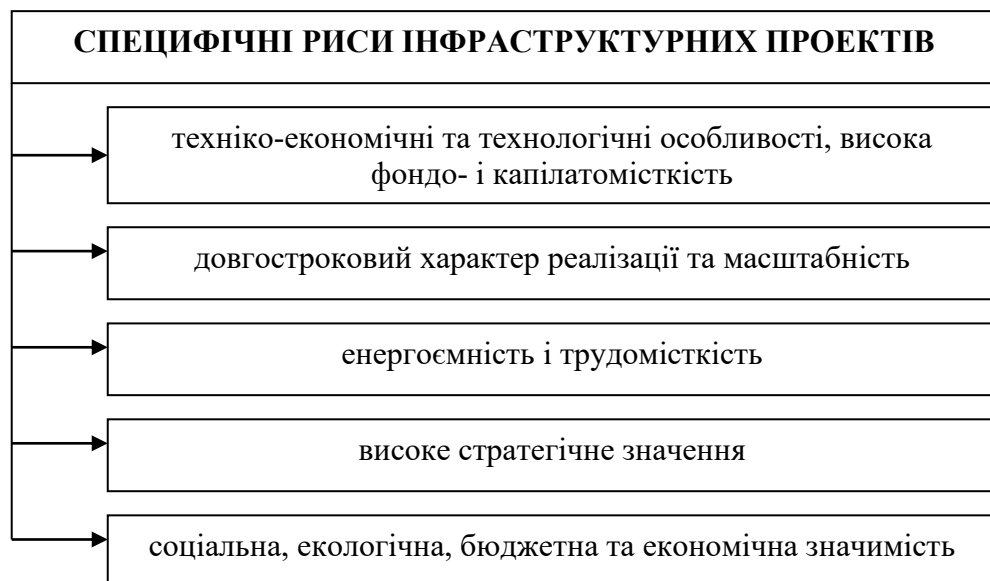 СПЕЦИФІЧНІ РИСИ ІНФРАСТРУКТУРНИХ ПРОЕКТІВ
техніко-економічні та технологічні особливості, висока
фондо- і капілатомісткість
довгостроковий характер реалізації та масштабність
енергоємність і трудомісткість
високе стратегічне значення
соціальна, екологічна, бюджетна та економічна значимість